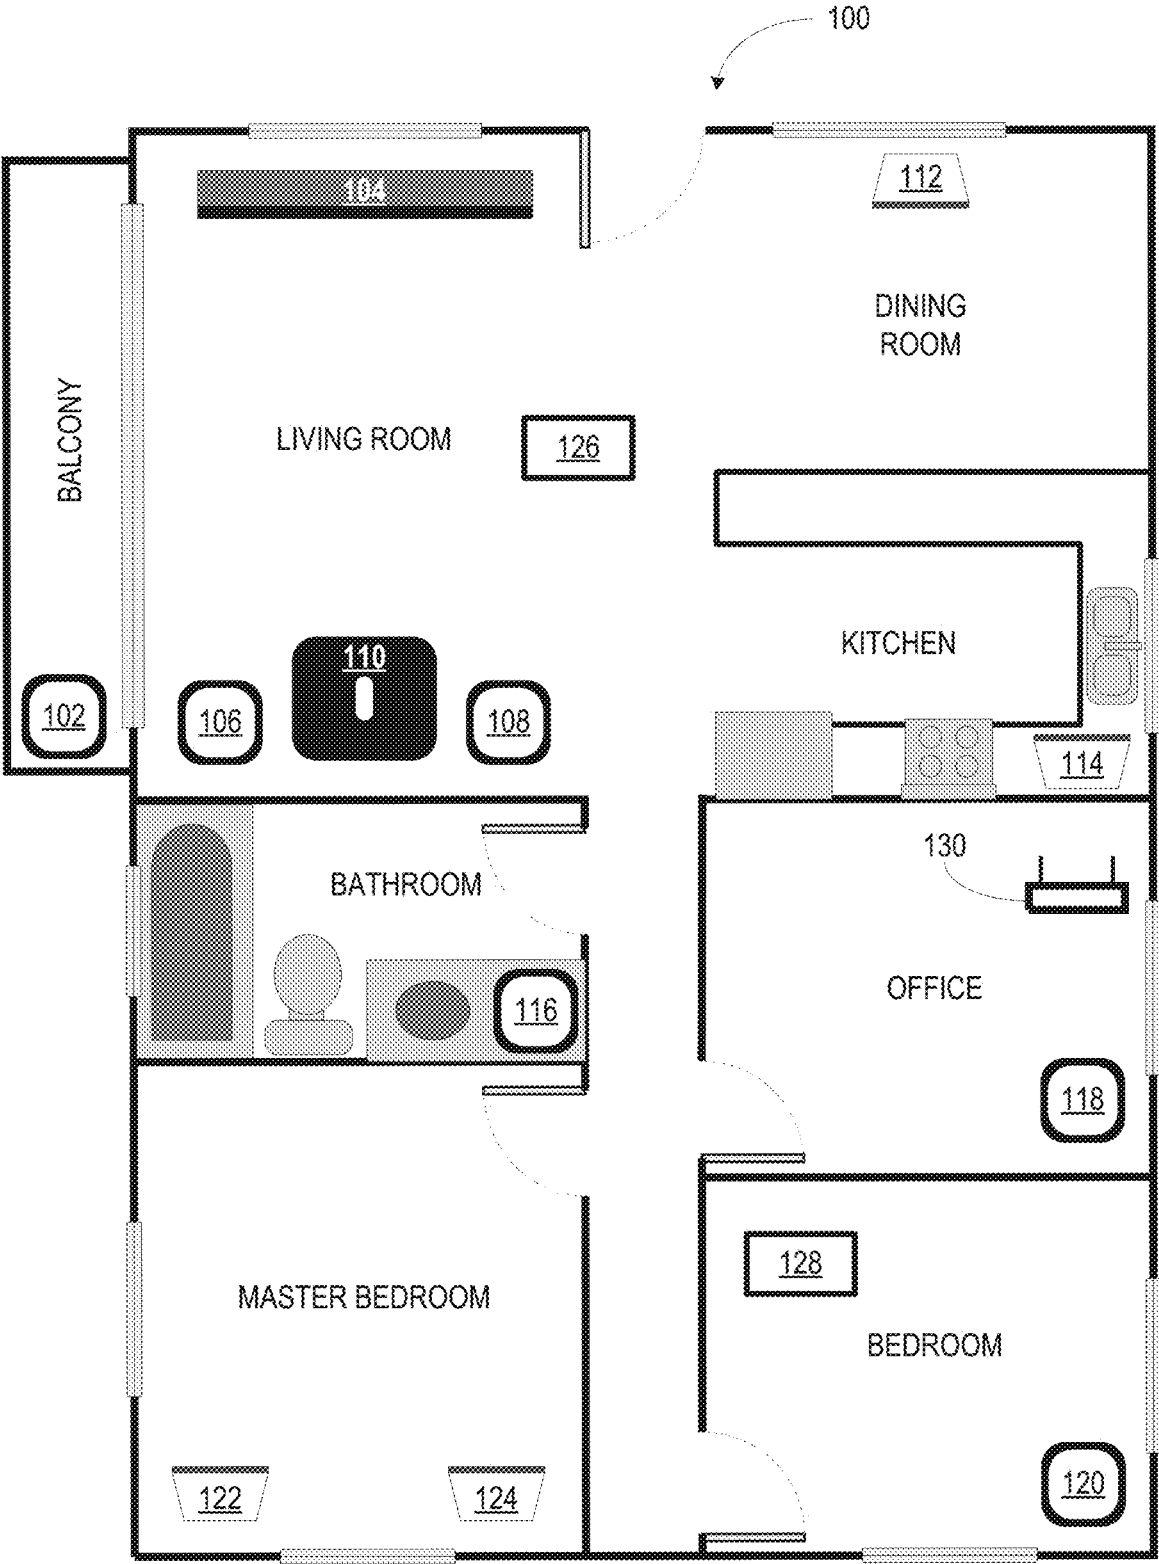 100
104
112
DINING
ROOM
BALCONY
LIVING ROOM
126
KITCHEN
110
102
106
108
114
130
BATHROOM
OFFICE
116
118
128
MASTER BEDROOM
BEDROOM
122
124
120